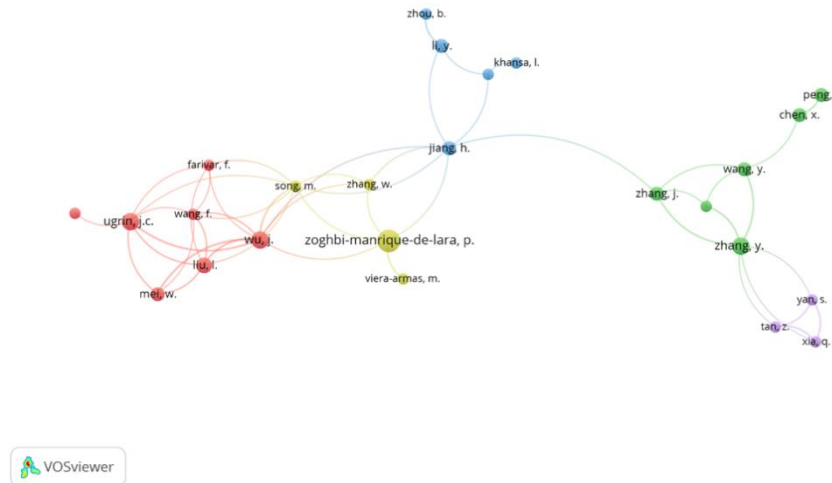 zhou, b.
li, y.
khansa, l.
peng,
chen, x.
jiang, h.
farivar, f.
wang, y.
song, m.
zhang, w.
zhang, j.
ugrin, j.c.
wang, f.
wu, j.
zoghbi-manrique-de-lara, p.
zhang, y.
liu, l.
viera-armas, m.
mei, w.
yan, s.
tan, z.
xia, q.
VOSviewer